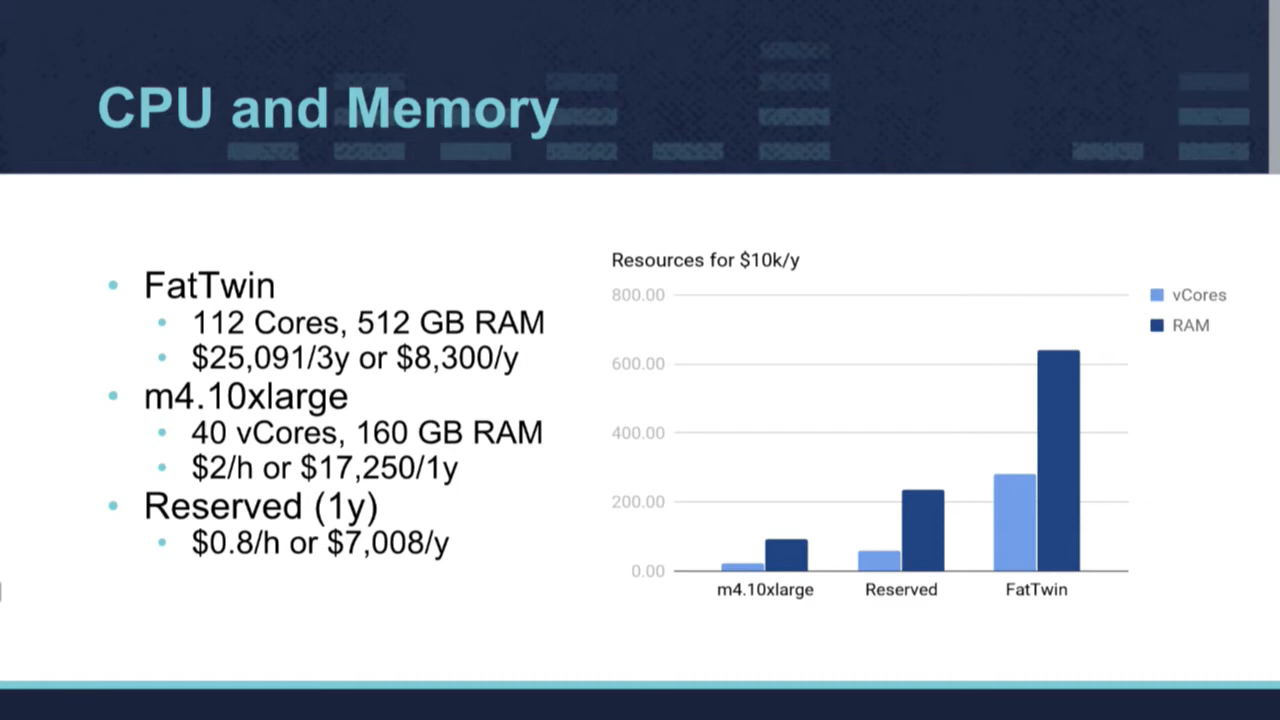 CPU and Memory
• FatTwin
• 112 Cores, 512 GB RAM
• $25,091/3y or $8,300/y
• m4.10xlarge
• 40 vCores, 160 GB RAM
• $2/h or $17,250/1y
• Reserved (1y)
• $0.8/h or $7,008/y
Resources for $10k/y
800.00
600.00
400.00
200.00
0.00
m4.10xlarge
Reserved
FatTwin
vCores
RAM